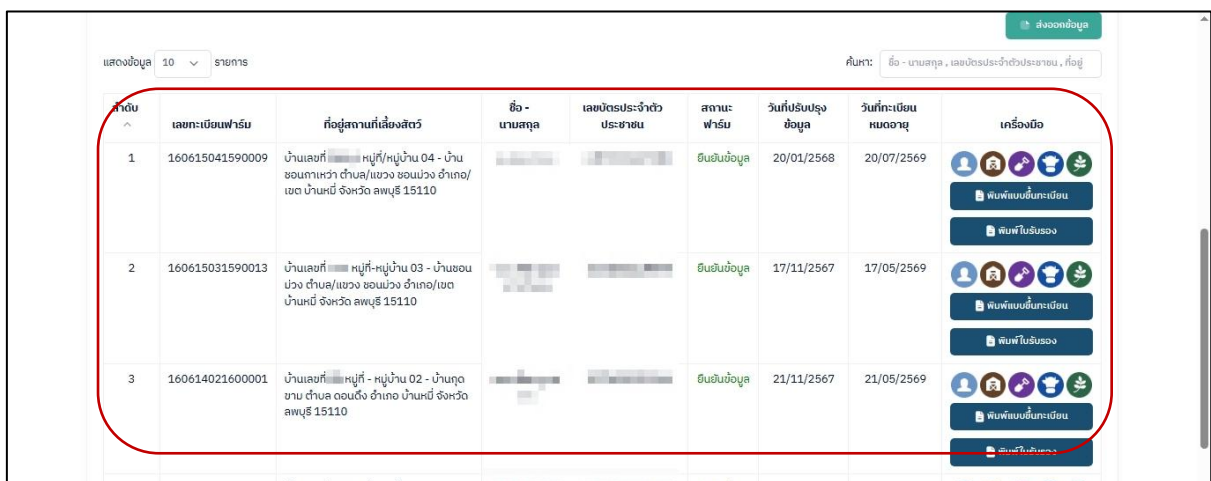 ส่งออกข้อมูล
แสดงข้อมูล 10 รายการ
ค้นหา: ชื่อ - นามสกุล , เลขบัตรประจำตัวประชาชน , ที่อยู่
ลำดับ เลขทะเบียนฟาร์ม ที่อยู่สถานที่เลี้ยงสัตว์ ชื่อ - นามสกุล เลขบัตรประจำตัวประชาชน สถานะฟาร์ม วันที่ปรับปรุงข้อมูล วันที่ทะเบียนหมดอายุ เครื่องมือ
1 160615041590009 บ้านเลขที่ หมู่ที่/หมู่บ้าน 04 - บ้าน ยืนยันข้อมูล 20/01/2568 20/07/2569
ชอนกาเหว่า ตำบล/แขวง ชอนม่วง อำเภอ/
เขต บ้านหมี่ จังหวัด ลพบุรี 15110
พิมพ์แบบขึ้นทะเบียน
พิมพ์ใบรับรอง
2 160615031590013 บ้านเลขที่ หมู่ที่-หมู่บ้าน 03 - บ้านชอน ยืนยันข้อมูล 17/11/2567 17/05/2569
ม่วง ตำบล/แขวง ชอนม่วง อำเภอ/เขต
บ้านหมี่ จังหวัด ลพบุรี 15110
พิมพ์แบบขึ้นทะเบียน
พิมพ์ใบรับรอง
3 160614021600001 บ้านเลขที่ หมู่ที่ - หมู่บ้าน 02 - บ้านกุด ยืนยันข้อมูล 21/11/2567 21/05/2569
ขาม ตำบล ดอนดึง อำเภอ บ้านหมี่ จังหวัด
ลพบุรี 15110
พิมพ์แบบขึ้นทะเบียน
พิมพ์ใบรับรอง